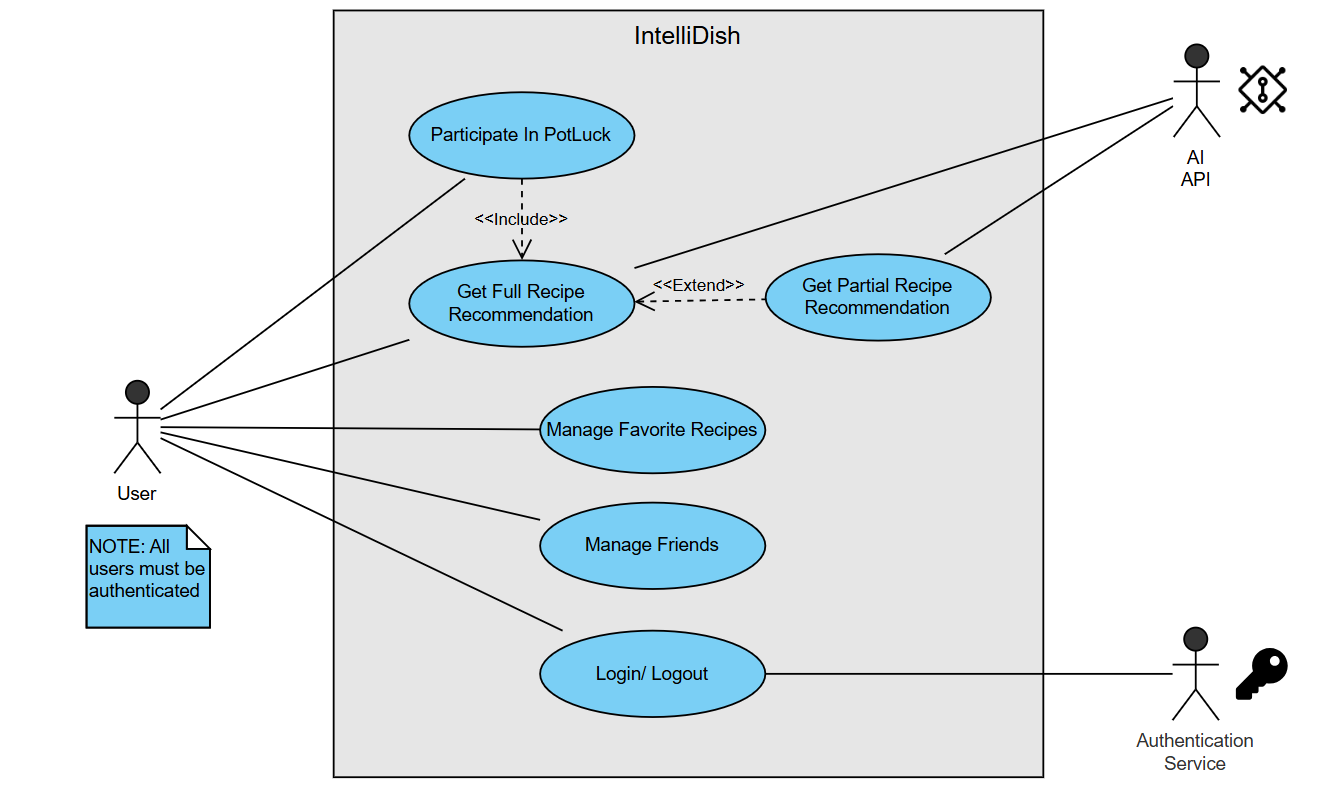 IntelliDish
Participate In PotLuck
<<Include>>
Get Full Recipe
Recommendation
<<Extend>>
Get Partial Recipe
Recommendation
AI
API
Manage Favorite Recipes
User
NOTE: All
users must be
authenticated
Manage Friends
Login/ Logout
Authentication
Service